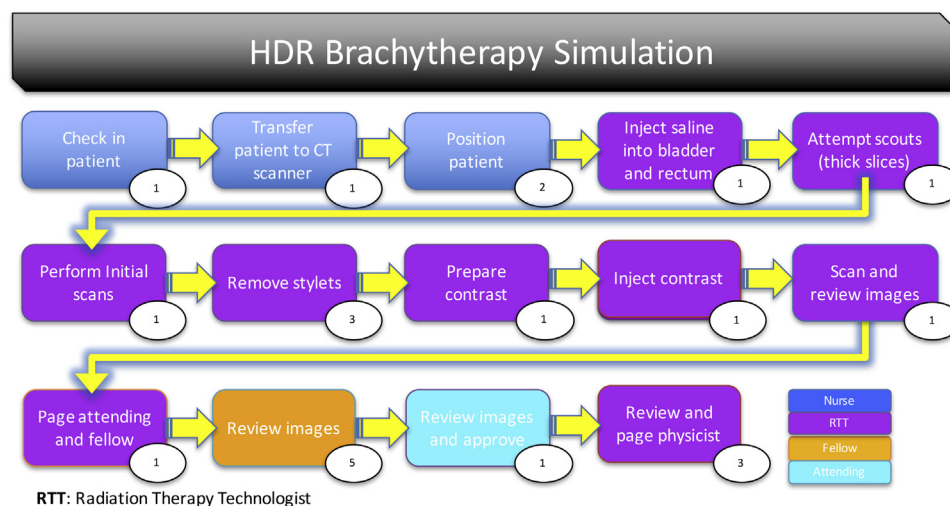 HDR Brachytherapy Simulation
Check in
patient
1
Transfer
patient to CT
scanner
1
Position
patient
2
Inject saline
into bladder
and rectum
1
Attempt scouts
(thick slices)
1
Perform Initial
scans
1
Remove stylets
3
Prepare
contrast
1
Inject contrast
1
Scan and
review images
1
Page attending
and fellow
1
Review images
5
Review images
and approve
1
Review and
page physicist
3
Nurse
RTT
Fellow
Attending
RTT: Radiation Therapy Technologist